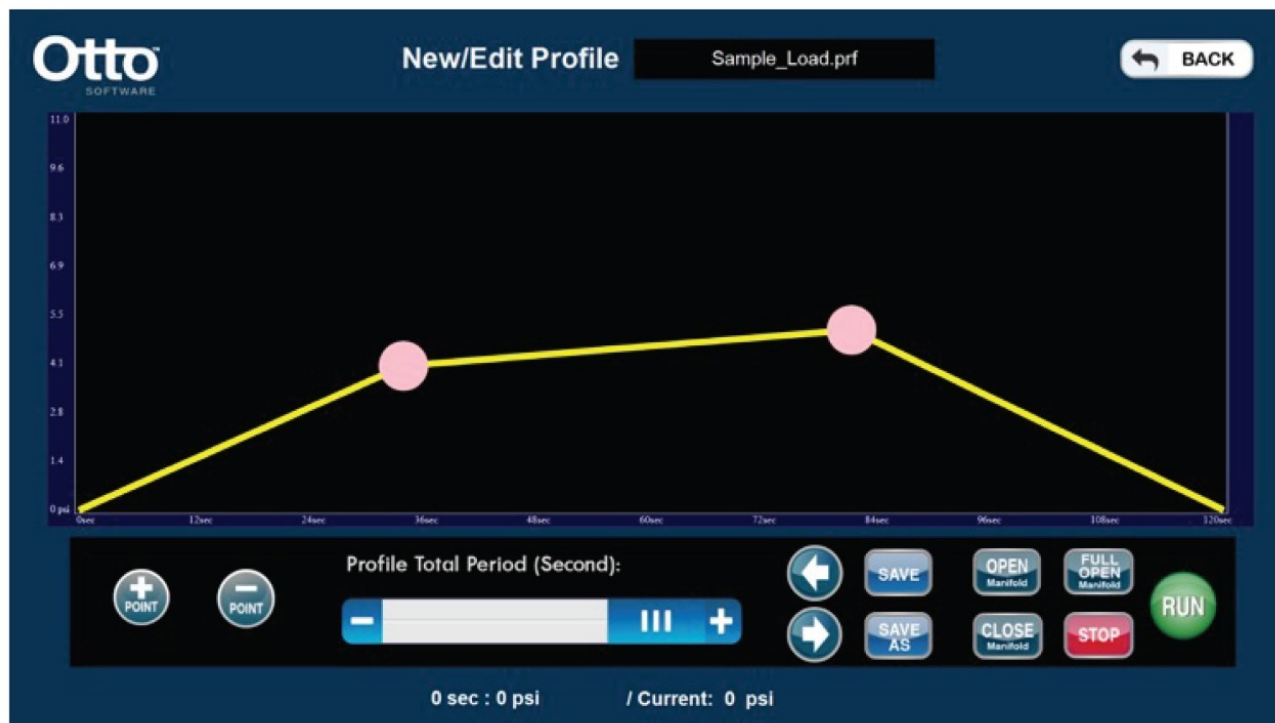 Otto™
SOFTWARE
New/Edit Profile
Sample_Load.prf
BACK
11.0
9.6
8.3
6.9
5.5
4.1
2.8
1.4
0 psi
0sec 12sec 24sec 36sec 48sec 60sec 72sec 84sec 96sec 108sec 120sec
+
POINT
−
POINT
Profile Total Period (Second):
− +
SAVE
SAVE
AS
OPEN
Manifold
CLOSE
Manifold
FULL
OPEN
Manifold
STOP
RUN
0 sec : 0 psi / Current: 0 psi